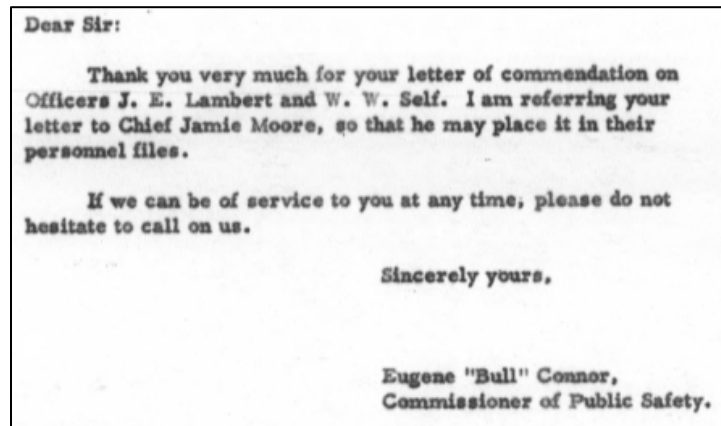 Dear Sir:
Thank you very much for your letter of commendation on
Officers J. E. Lambert and W. W. Self. I am referring your
letter to Chief Jamie Moore, so that he may place it in their
personnel files.
If we can be of service to you at any time, please do not
hesitate to call on us.
Sincerely yours,
Eugene "Bull" Connor,
Commissioner of Public Safety.